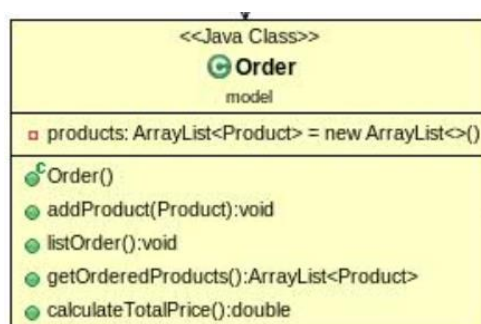 <<Java Class>>
Order
model
products: ArrayList<Product> = new ArrayList<>()
Order()
addProduct(Product):void
listOrder():void
getOrderedProducts():ArrayList<Product>
calculateTotalPrice():double